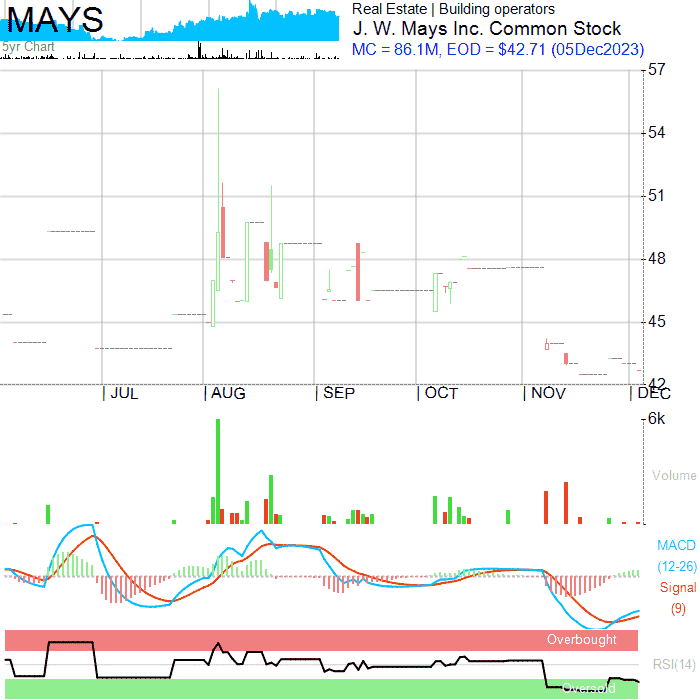 MAYS
5yr Chart
Real Estate | Building operators
J. W. Mays Inc. Common Stock
MC = 86.1M, EOD = $42.71 (05Dec2023)
57
54
51
48
45
42
| JUL | AUG | SEP | OCT | NOV | DEC
6k
Volume
MACD
(12-26)
Signal
(9)
Overbought
RSI(14)
Oversold